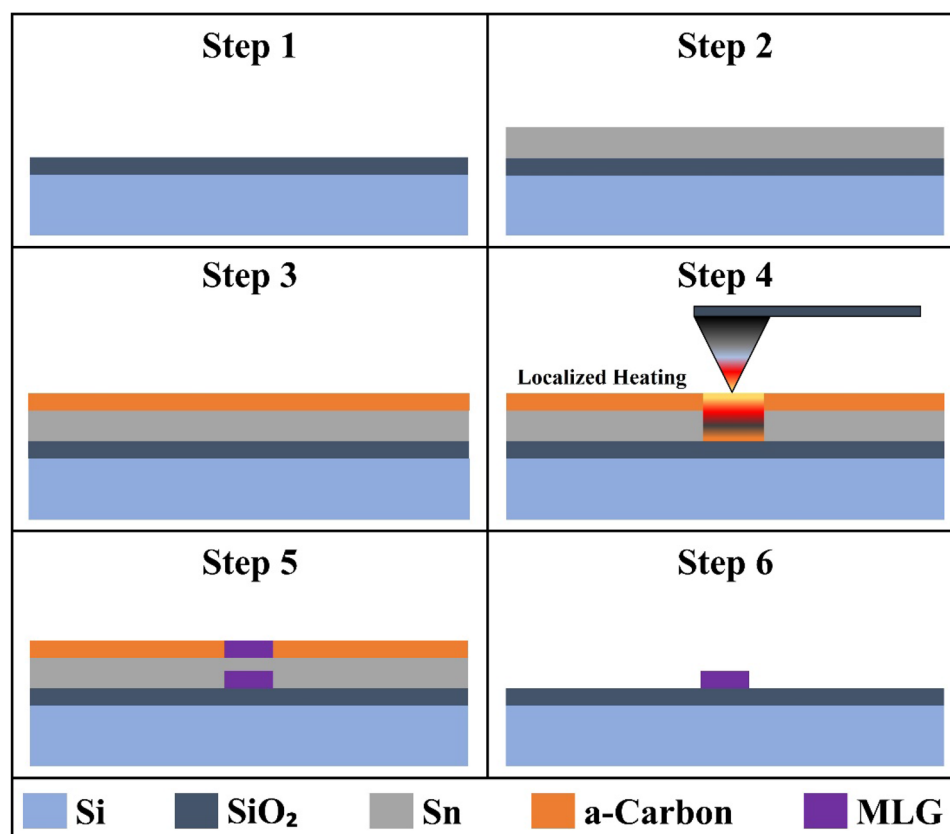 Step 1
Step 2
Step 3
Step 4
Localized Heating
Step 5
Step 6
Si
SiO₂
Sn
a-Carbon
MLG